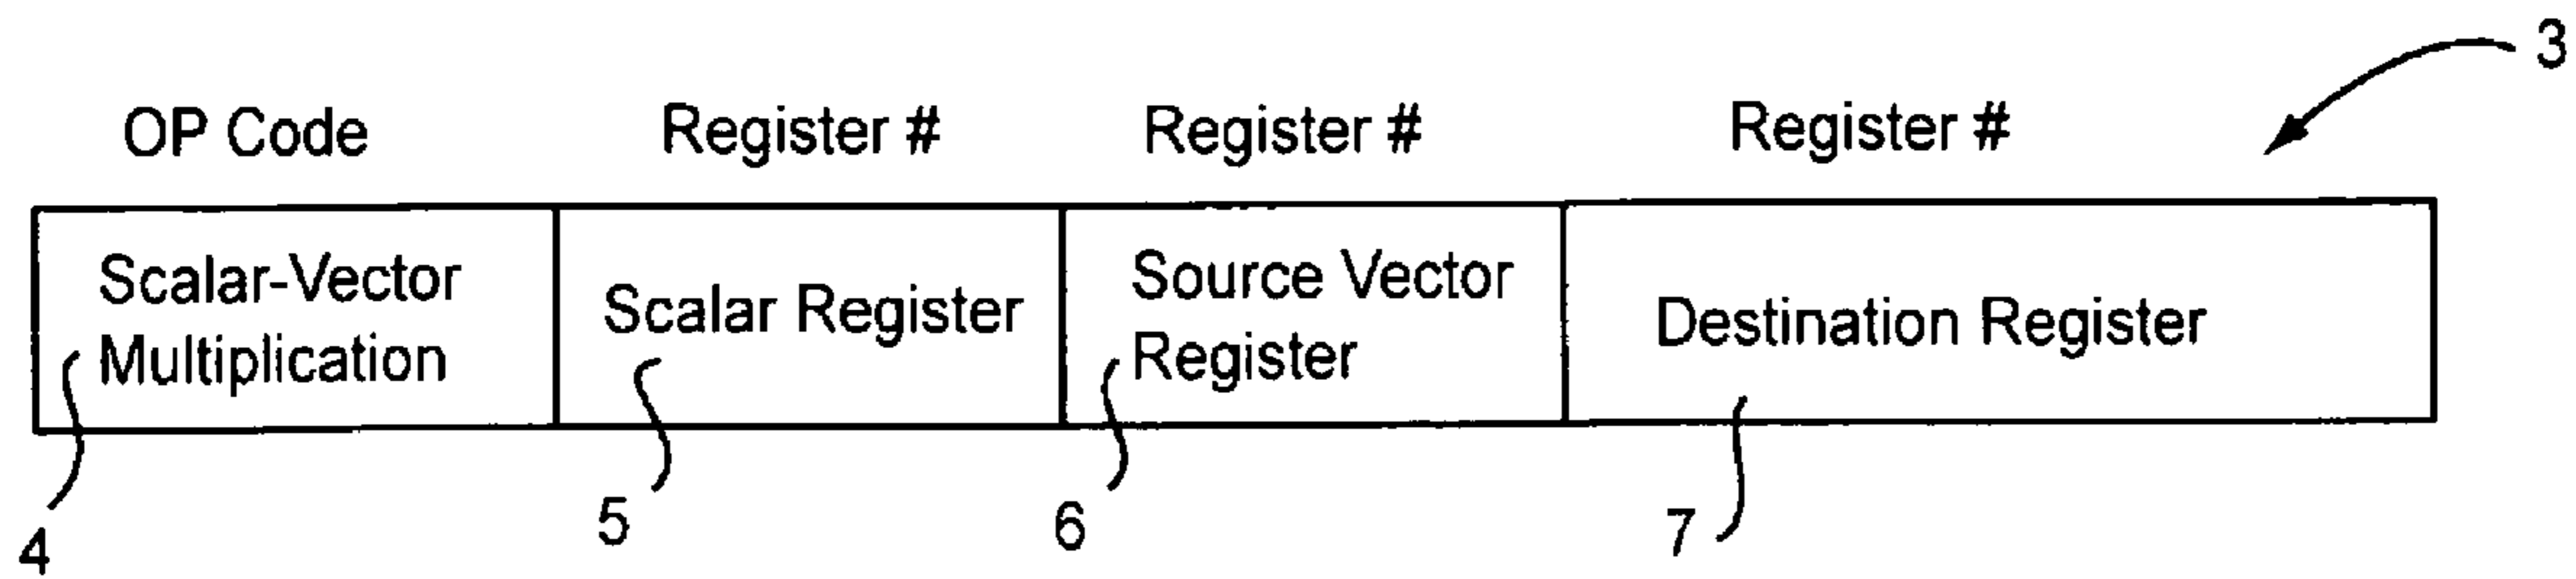 3
OP Code
Register #
Register #
Register #
Scalar-Vector
Multiplication
Scalar Register
Source Vector
Register
Destination Register
4
5
6
7